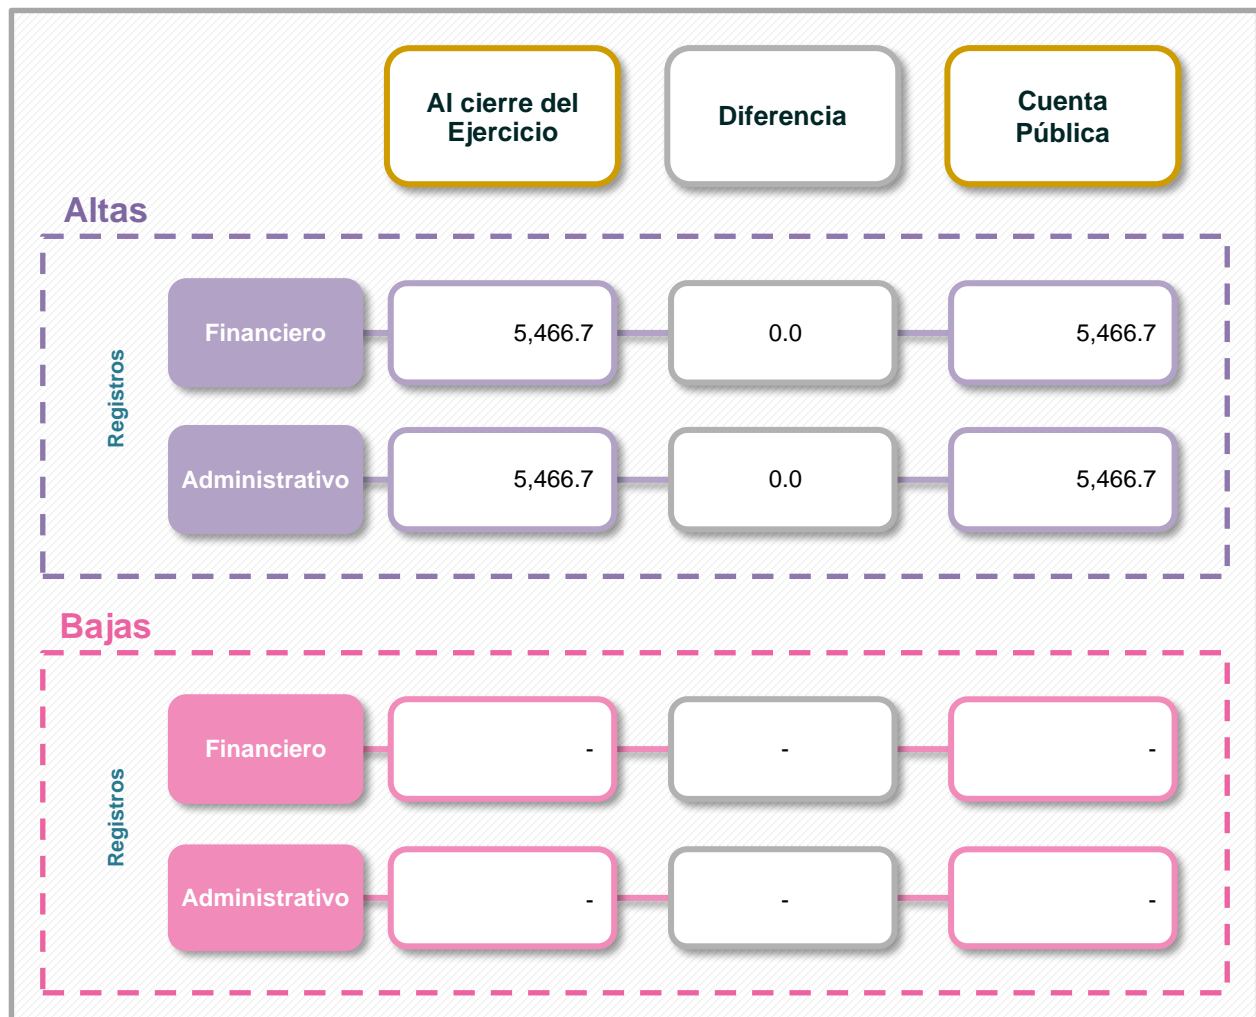 Al cierre del
Ejercicio
Diferencia
Cuenta
Pública
Altas
Registros
Financiero
5,466.7
0.0
5,466.7
Administrativo
5,466.7
0.0
5,466.7
Bajas
Registros
Financiero
-
-
-
Administrativo
-
-
-